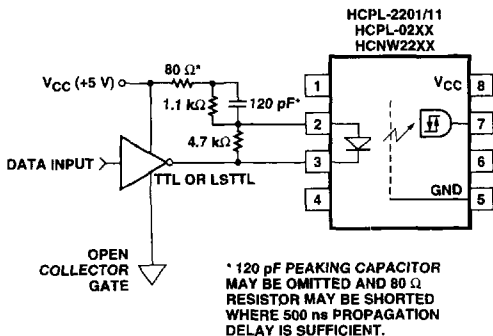 HCPL-2201/11
HCPL-02XX
HCNW22XX
80 Ω*
VCC (+5 V)
1.1 kΩ
120 pF*
4.7 kΩ
DATA INPUT
TTL OR LSTTL
OPEN
COLLECTOR
GATE
1
2
3
4
VCC
8
7
6
GND
5
* 120 pF PEAKING CAPACITOR
MAY BE OMITTED AND 80 Ω
RESISTOR MAY BE SHORTED
WHERE 500 ns PROPAGATION
DELAY IS SUFFICIENT.